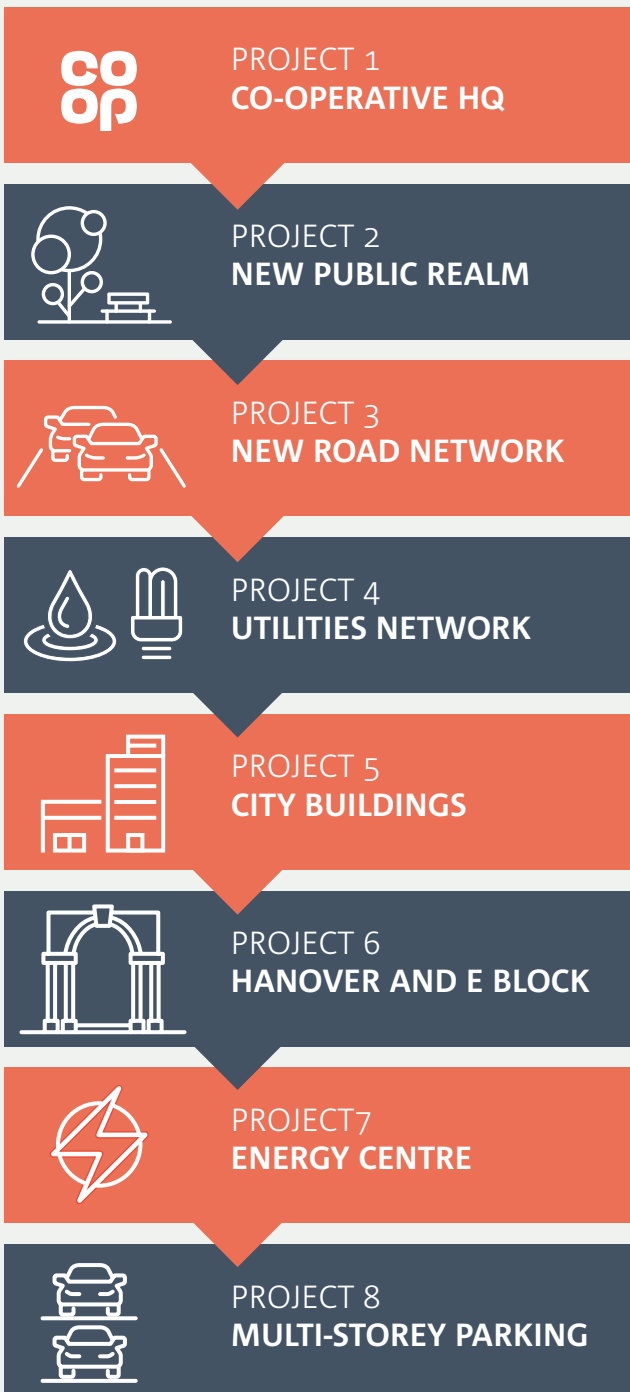 co
op
PROJECT 1
CO-OPERATIVE HQ
PROJECT 2
NEW PUBLIC REALM
PROJECT 3
NEW ROAD NETWORK
PROJECT 4
UTILITIES NETWORK
PROJECT 5
CITY BUILDINGS
PROJECT 6
HANOVER AND E BLOCK
PROJECT7
ENERGY CENTRE
PROJECT 8
MULTI-STOREY PARKING